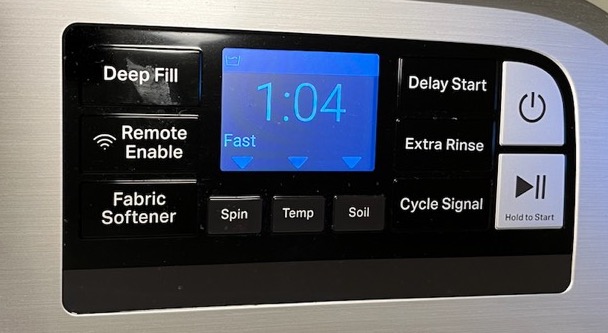 Deep Fill
Remote
Enable
Fabric
Softener
1:04
Fast
Spin
Temp
Soil
Delay Start
Extra Rinse
Cycle Signal
Hold to Start